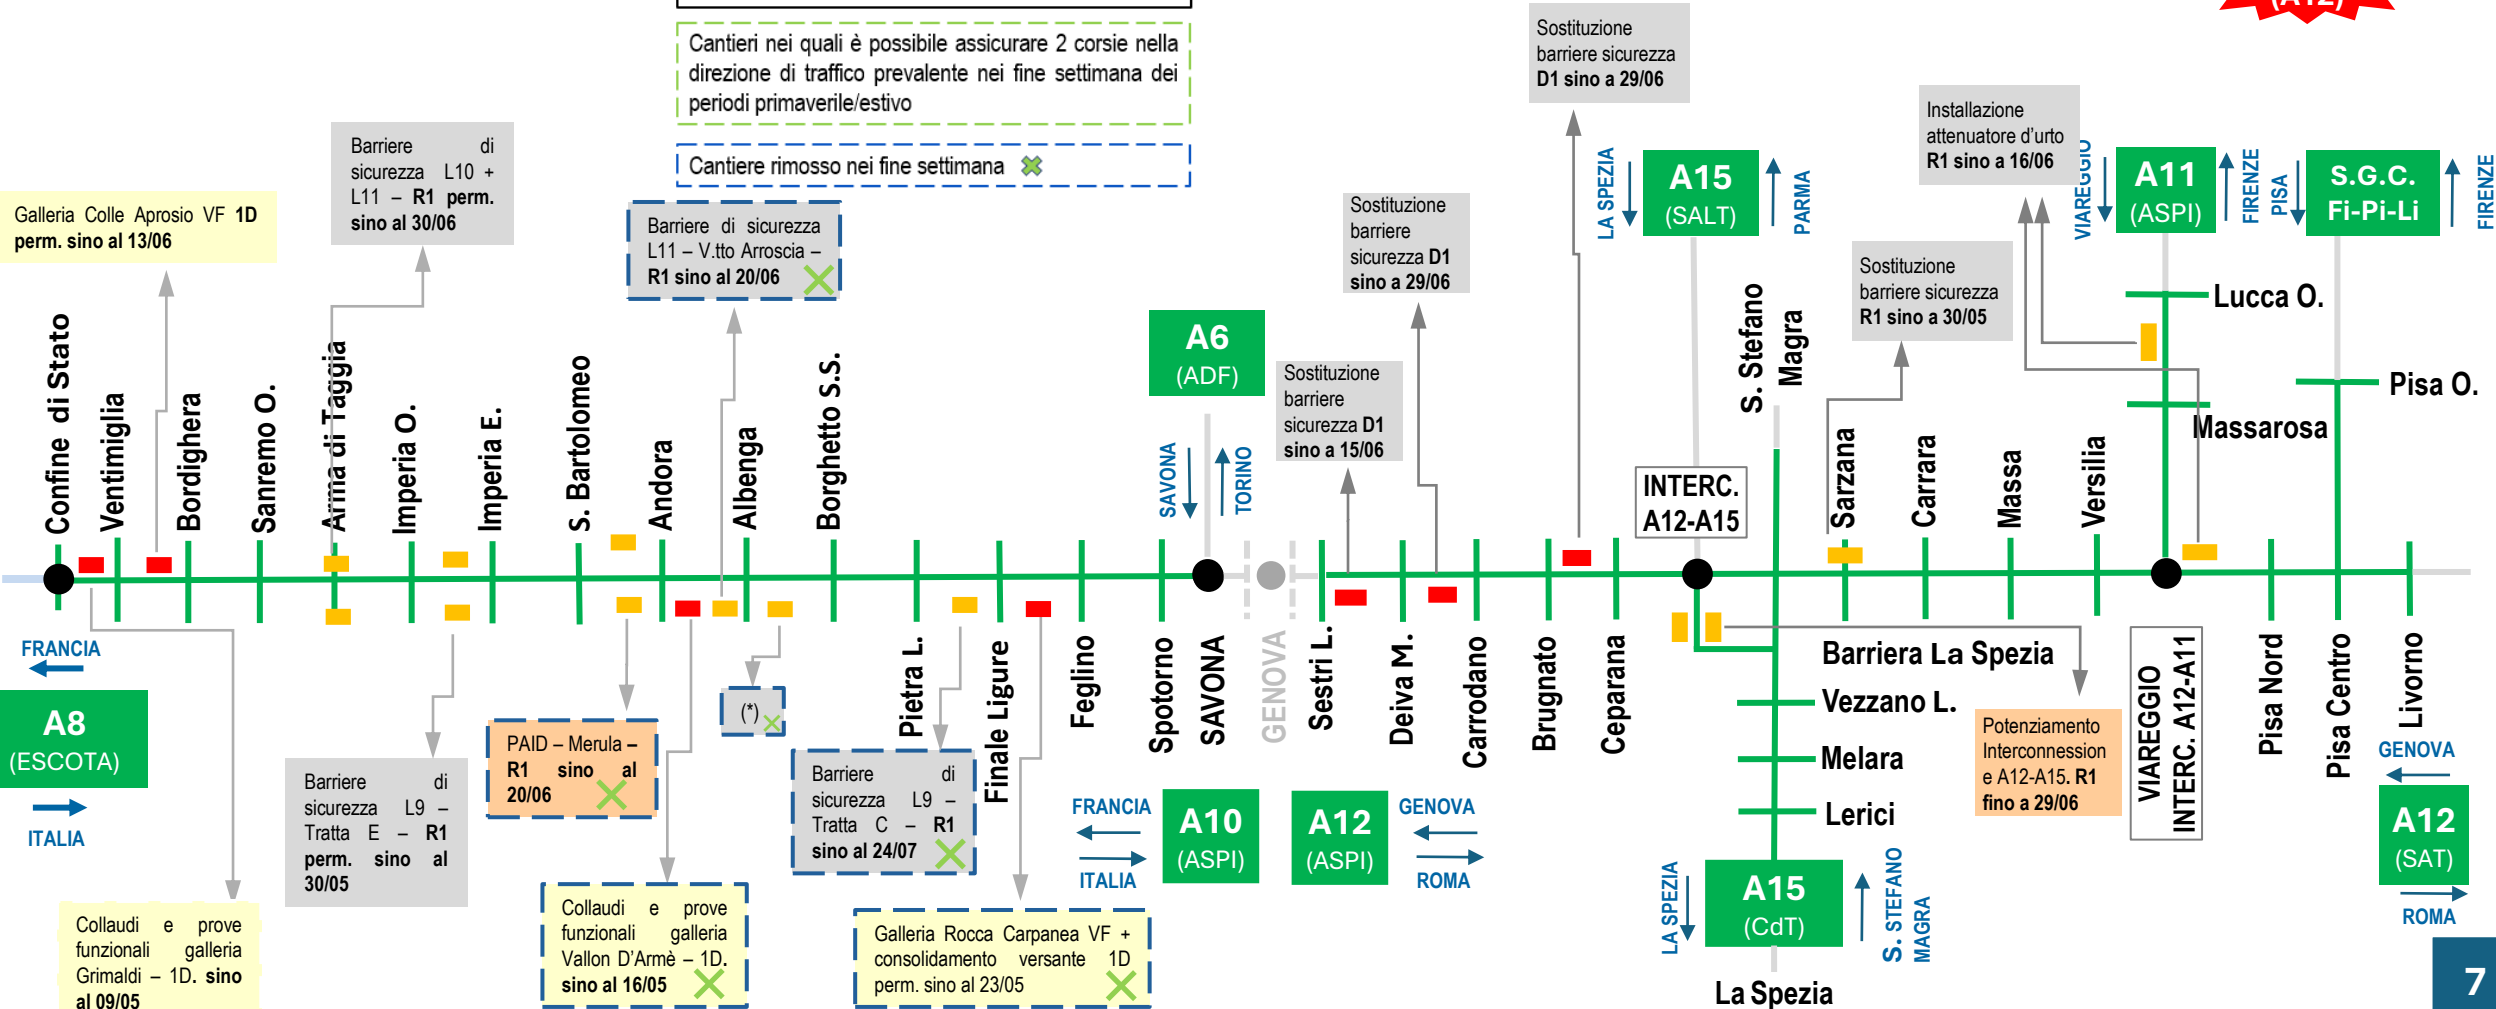 (A12)
Cantieri nei quali è possibile assicurare 2 corsie nella
direzione di traffico prevalente nei fine settimana dei
periodi primaverile/estivo
Cantiere rimosso nei fine settimana
Galleria Colle Aprosio VF 1D
perm. sino al 13/06
Barriere di
sicurezza L10 +
L11 – R1 perm.
sino al 30/06
Barriere di sicurezza
L11 – V.tto Arroscia –
R1 sino al 20/06
Sostituzione
barriere
sicurezza D1
sino a 15/06
Sostituzione
barriere
sicurezza D1
sino a 29/06
Sostituzione
barriere sicurezza
D1 sino a 29/06
Sostituzione
barriere sicurezza
R1 sino a 30/05
Installazione
attenuatore d'urto
R1 sino a 16/06
A6
(ADF)
SAVONA
TORINO
LA SPEZIA
A15
(SALT)
PARMA
VIAREGGIO
A11
(ASPI)
FIRENZE
PISA
S.G.C.
Fi-Pi-Li
FIRENZE
Confine di Stato
Ventimiglia
Bordighera
Sanremo O.
Arma di Taggia
Imperia O.
Imperia E.
S. Bartolomeo
Andora
Albenga
Borghetto S.S.
Pietra L.
Finale Ligure
Feglino
Spotorno
SAVONA
GENOVA
Sestri L.
Deiva M.
Carrodano
Brugnato
Ceparana
INTERC.
A12-A15
S. Stefano
Magra
Sarzana
Carrara
Massa
Versilia
Lucca O.
Massarosa
Pisa O.
VIAREGGIO
INTERC. A12-A11
Pisa Nord
Pisa Centro
Livorno
Barriera La Spezia
Vezzano L.
Melara
Lerici
FRANCIA
A8
(ESCOTA)
ITALIA
Collaudi e prove
funzionali galleria
Grimaldi – 1D. sino
al 09/05
Barriere di
sicurezza L9 –
Tratta E – R1
perm. sino al
30/05
PAID – Merula –
R1 sino al
20/06
Collaudi e prove
funzionali galleria
Vallon D'Armè – 1D.
sino al 16/05
(*)
Barriere di
sicurezza L9 –
Tratta C – R1
sino al 24/07
Galleria Rocca Carpanea VF +
consolidamento versante 1D
perm. sino al 23/05
FRANCIA
ITALIA
A10
(ASPI)
A12
(ASPI)
GENOVA
ROMA
Potenziamento
Interconnession
e A12-A15. R1
fino a 29/06
LA SPEZIA
A15
(CdT)
S. STEFANO
MAGRA
La Spezia
GENOVA
A12
(SAT)
ROMA
7